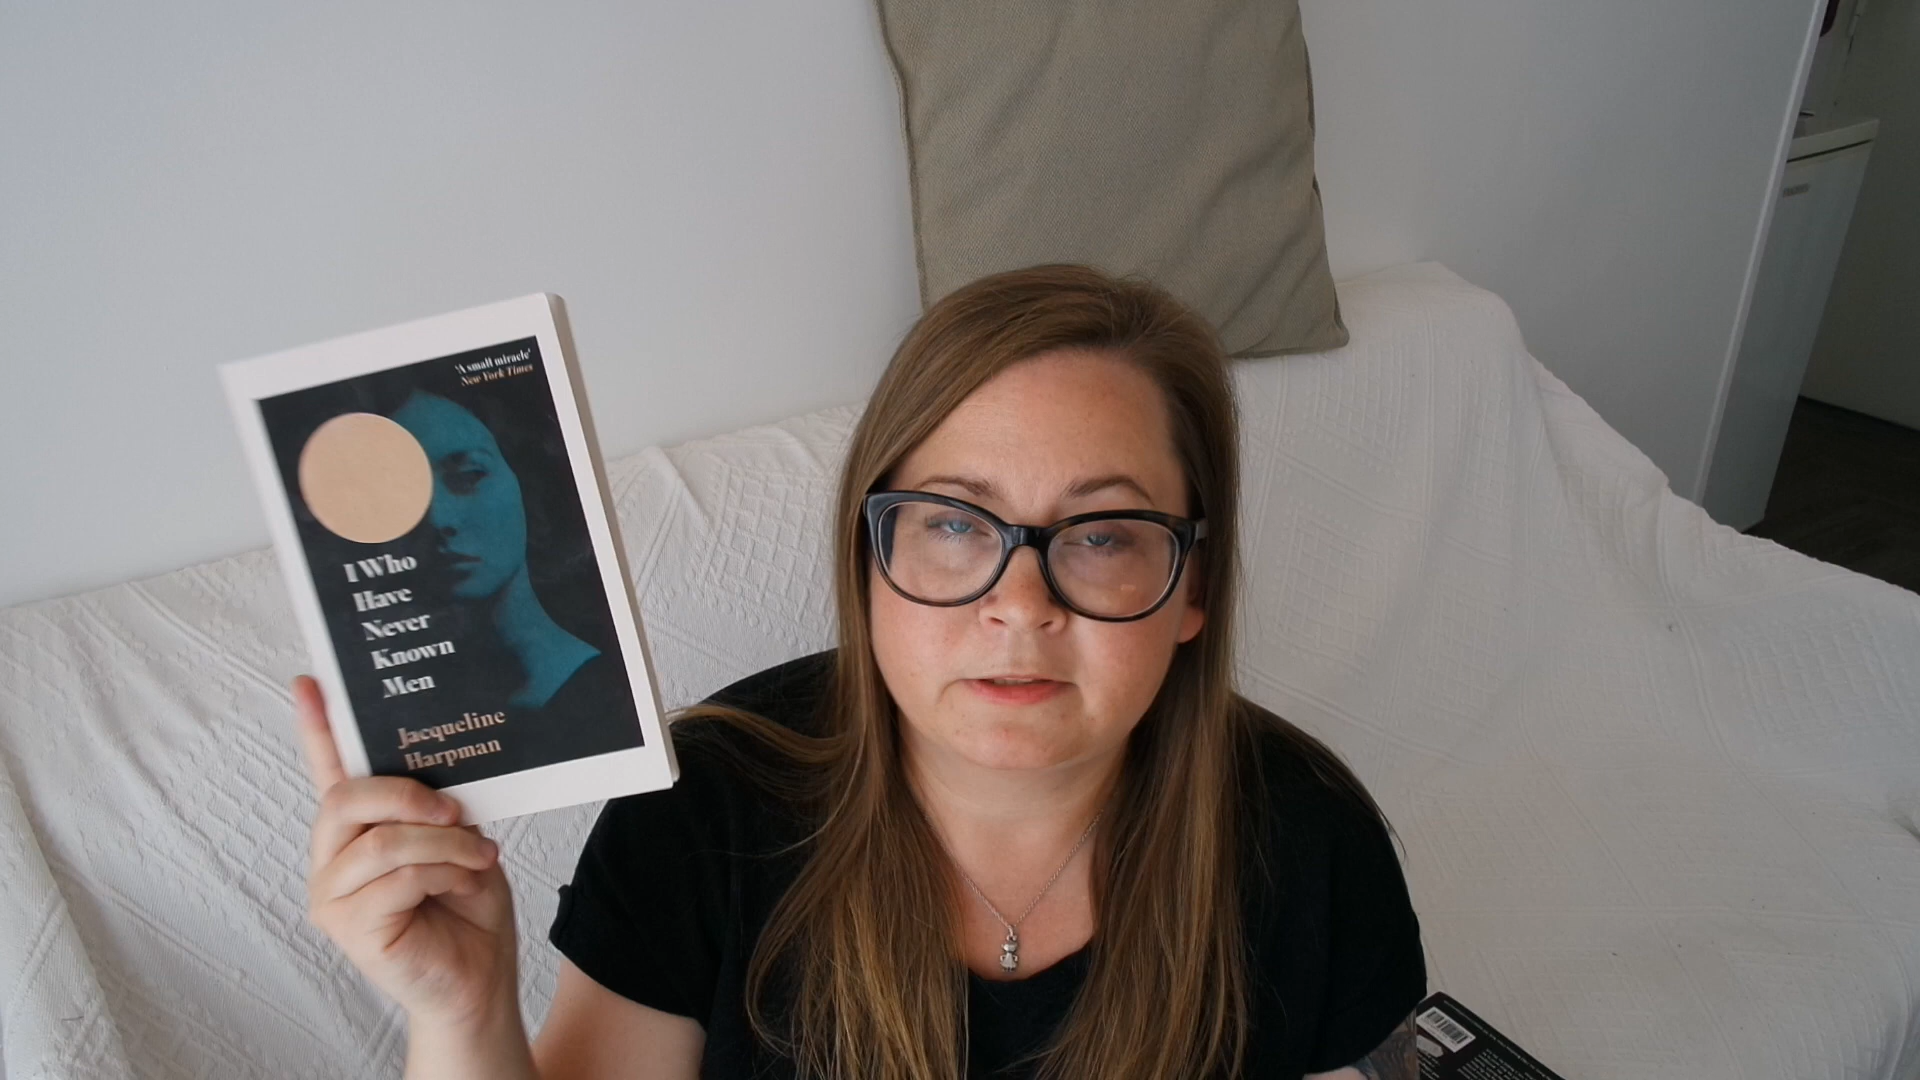 'A small miracle'
New York Times
I Who
Have
Never
Known
Men
Jacqueline
Harpman